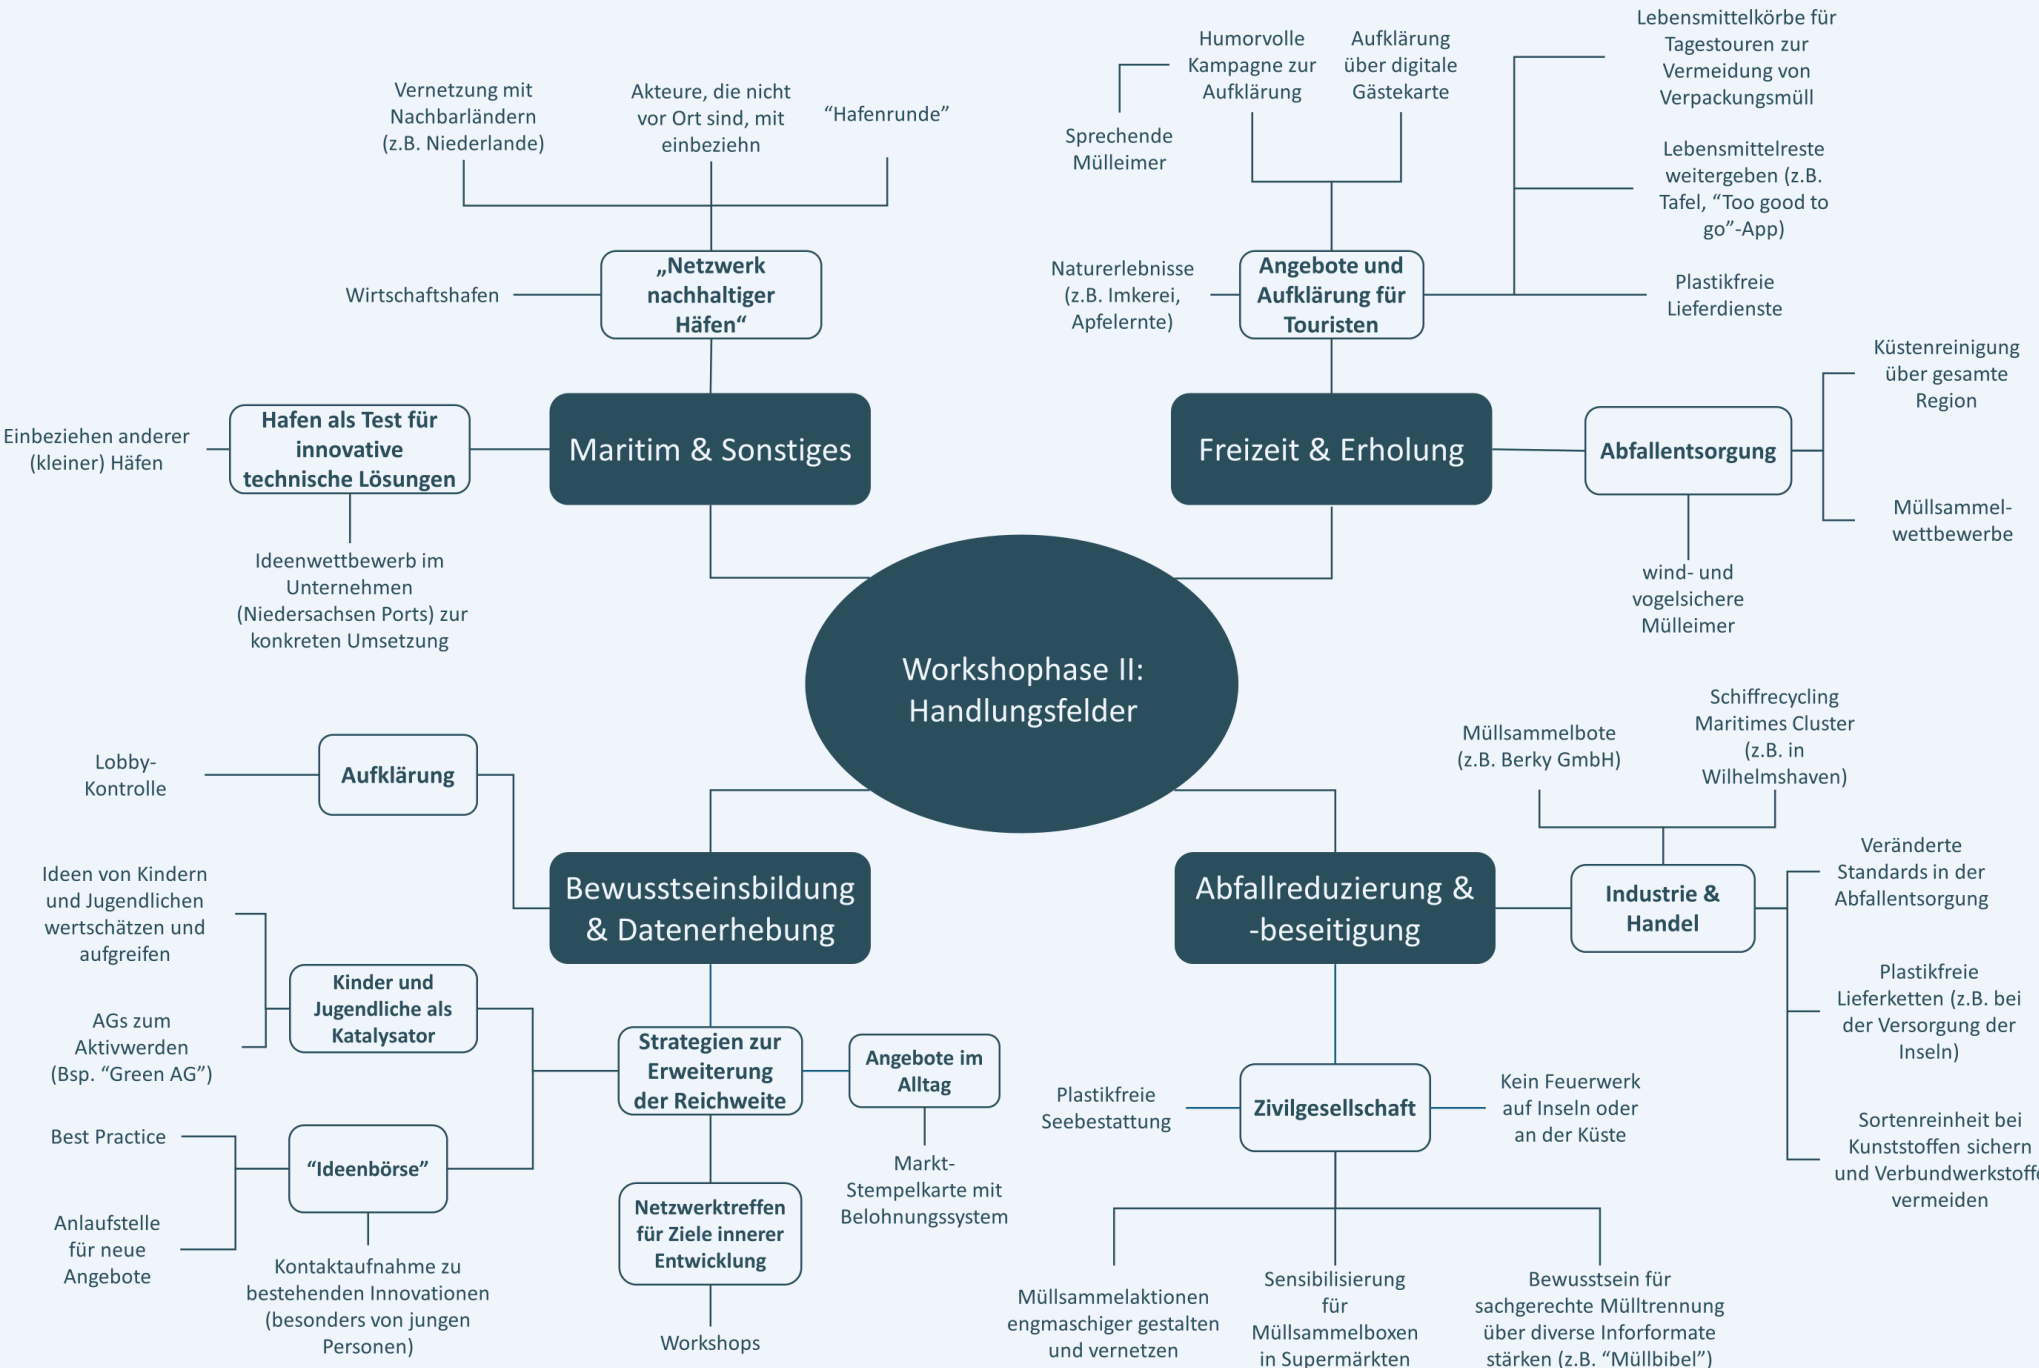 Vernetzung mit
Nachbarländern
(z.B. Niederlande)
Akteure, die nicht
vor Ort sind, mit
einbeziehn
“Hafenrunde”
Wirtschaftshafen
„Netzwerk
nachhaltiger
Häfen“
Einbeziehen anderer
(kleiner) Häfen
Hafen als Test für
innovative
technische Lösungen
Maritim & Sonstiges
Ideenwettbewerb im
Unternehmen
(Niedersachsen Ports) zur
konkreten Umsetzung
Sprechende
Mülleimer
Humorvolle
Kampagne zur
Aufklärung
Aufklärung
über digitale
Gästekarte
Lebensmittelkörbe für
Tagestouren zur
Vermeidung von
Verpackungsmüll
Lebensmittelreste
weitergeben (z.B.
Tafel, “Too good to
go”-App)
Plastikfreie
Lieferdienste
Naturerlebnisse
(z.B. Imkerei,
Apfelernte)
Angebote und
Aufklärung für
Touristen
Freizeit & Erholung
Abfallentsorgung
Küstenreinigung
über gesamte
Region
Müllsammel-
wettbewerbe
wind- und
vogelsichere
Mülleimer
Workshophase II:
Handlungsfelder
Lobby-
Kontrolle
Aufklärung
Bewusstseinsbildung
& Datenerhebung
Ideen von Kindern
und Jugendlichen
wertschätzen und
aufgreifen
AGs zum
Aktivwerden
(Bsp. “Green AG”)
Kinder und
Jugendliche als
Katalysator
Best Practice
Anlaufstelle
für neue
Angebote
“Ideenbörse”
Kontaktaufnahme zu
bestehenden Innovationen
(besonders von jungen
Personen)
Strategien zur
Erweiterung
der Reichweite
Angebote im
Alltag
Markt-
Stempelkarte mit
Belohnungssystem
Netzwerktreffen
für Ziele innerer
Entwicklung
Workshops
Abfallreduzierung &
-beseitigung
Müllsammelbote
(z.B. Berky GmbH)
Schiffrecycling
Maritimes Cluster
(z.B. in
Wilhelmshaven)
Industrie &
Handel
Veränderte
Standards in der
Abfallentsorgung
Plastikfreie
Lieferketten (z.B. bei
der Versorgung der
Inseln)
Sortenreinheit bei
Kunststoffen sichern
und Verbundwerkstoffe
vermeiden
Plastikfreie
Seebestattung
Zivilgesellschaft
Kein Feuerwerk
auf Inseln oder
an der Küste
Müllsammelaktionen
engmaschiger gestalten
und vernetzen
Sensibilisierung
für
Müllsammelboxen
in Supermärkten
Bewusstsein für
sachgerechte Mülltrennung
über diverse Inforformate
stärken (z.B. “Müllbibel”)